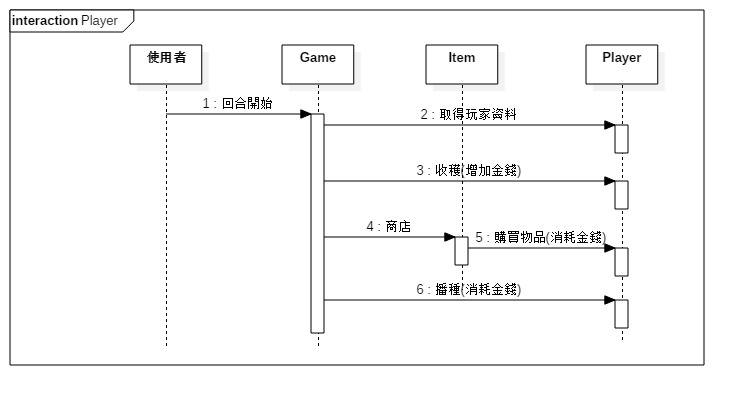 interaction Player
使用者
Game
Item
Player
1 : 回合開始
2 : 取得玩家資料
3 : 收穫(增加金錢)
4 : 商店
5 : 購買物品(消耗金錢)
6 : 播種(消耗金錢)